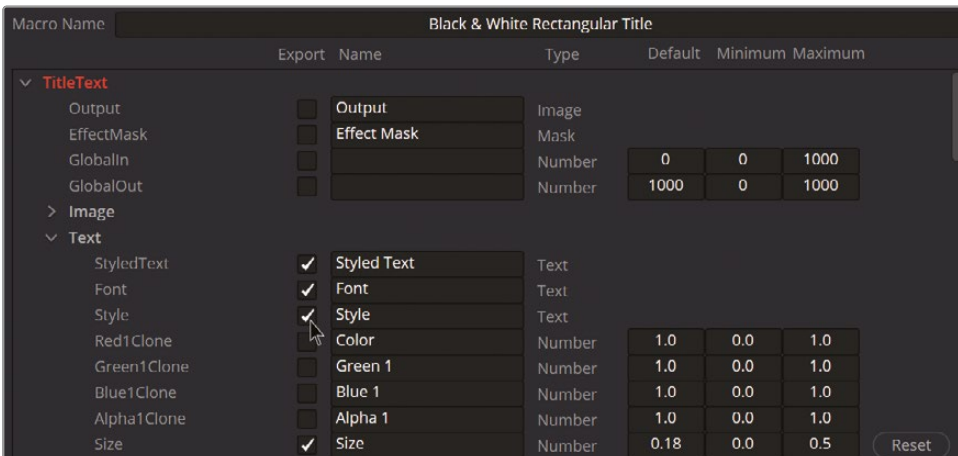 Macro Name Black & White Rectangular Title
Export Name Type Default Minimum Maximum
TitleText
Output Output Image
EffectMask Effect Mask Mask
GlobalIn Number 0 0 1000
GlobalOut Number 1000 0 1000
Image
Text
StyledText Styled Text Text
Font Font Text
Style Style Text
Red1Clone Color Number 1.0 0.0 1.0
Green1Clone Green 1 Number 1.0 0.0 1.0
Blue1Clone Blue 1 Number 1.0 0.0 1.0
Alpha1Clone Alpha 1 Number 1.0 0.0 1.0
Size Size Number 0.18 0.0 0.5 Reset